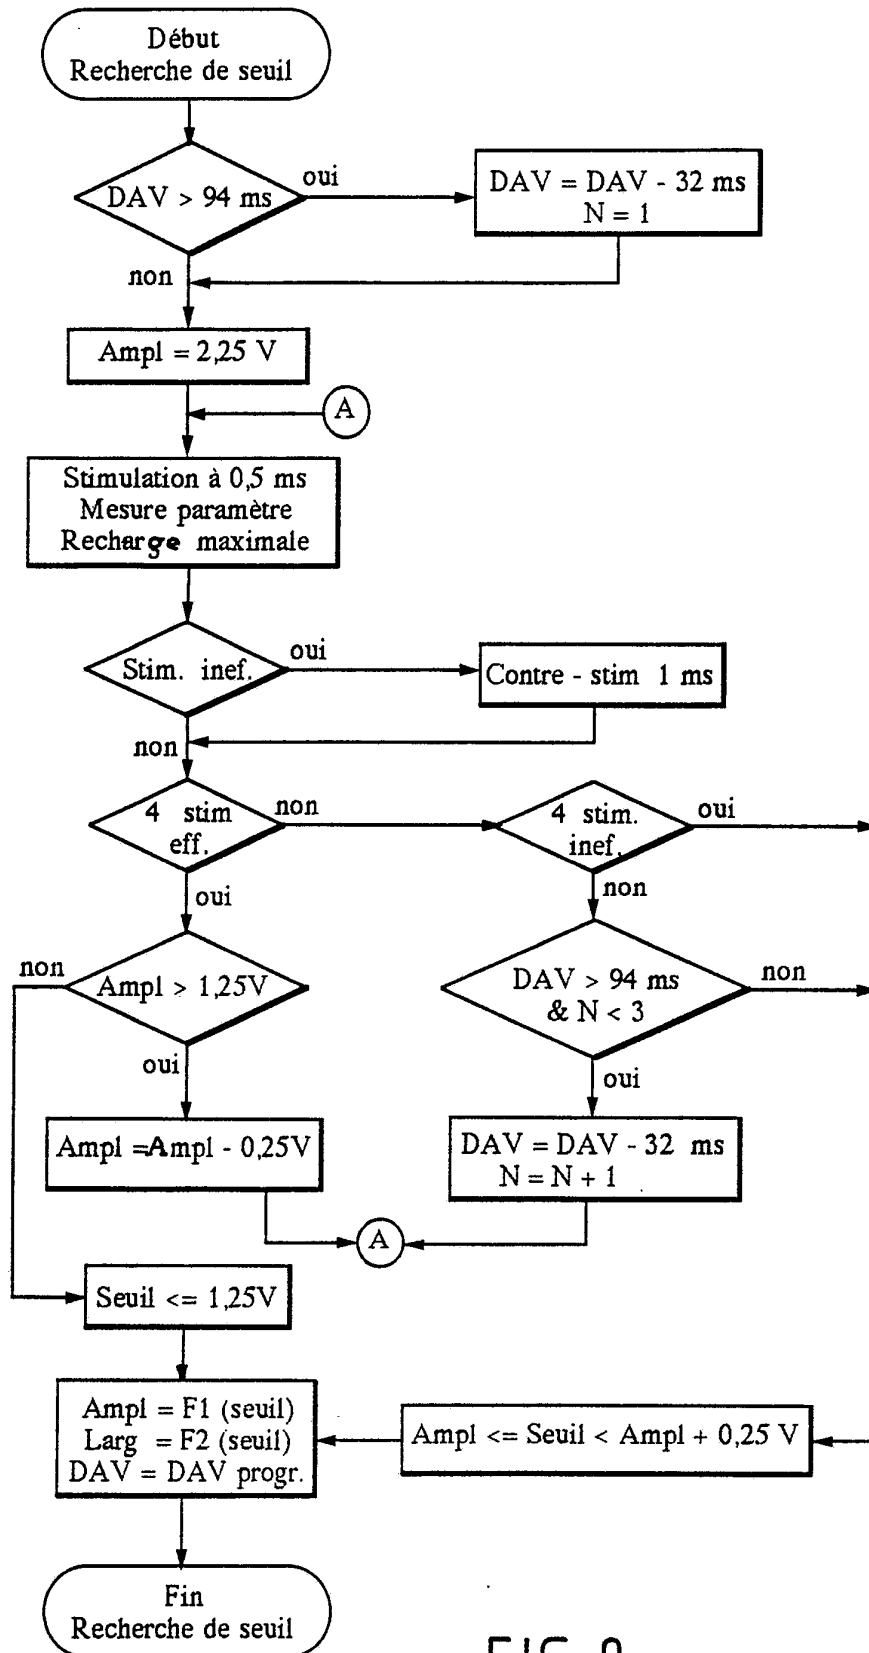 Début
Recherche de seuil
DAV > 94 ms
oui
DAV = DAV - 32 ms
N = 1
non
Ampl = 2,25 V
A
Stimulation à 0,5 ms
Mesure paramètre
Recharge maximale
Stim. inef.
oui
Contre - stim 1 ms
non
4 stim
eff.
non
4 stim.
inef.
oui
oui
non
non
Ampl > 1,25V
DAV > 94 ms
& N < 3
non
oui
oui
Ampl =Ampl - 0,25V
DAV = DAV - 32 ms
N = N + 1
A
Seuil <= 1,25V
Ampl = F1 (seuil)
Larg = F2 (seuil)
DAV = DAV progr.
Ampl <= Seuil < Ampl + 0,25 V
Fin
Recherche de seuil